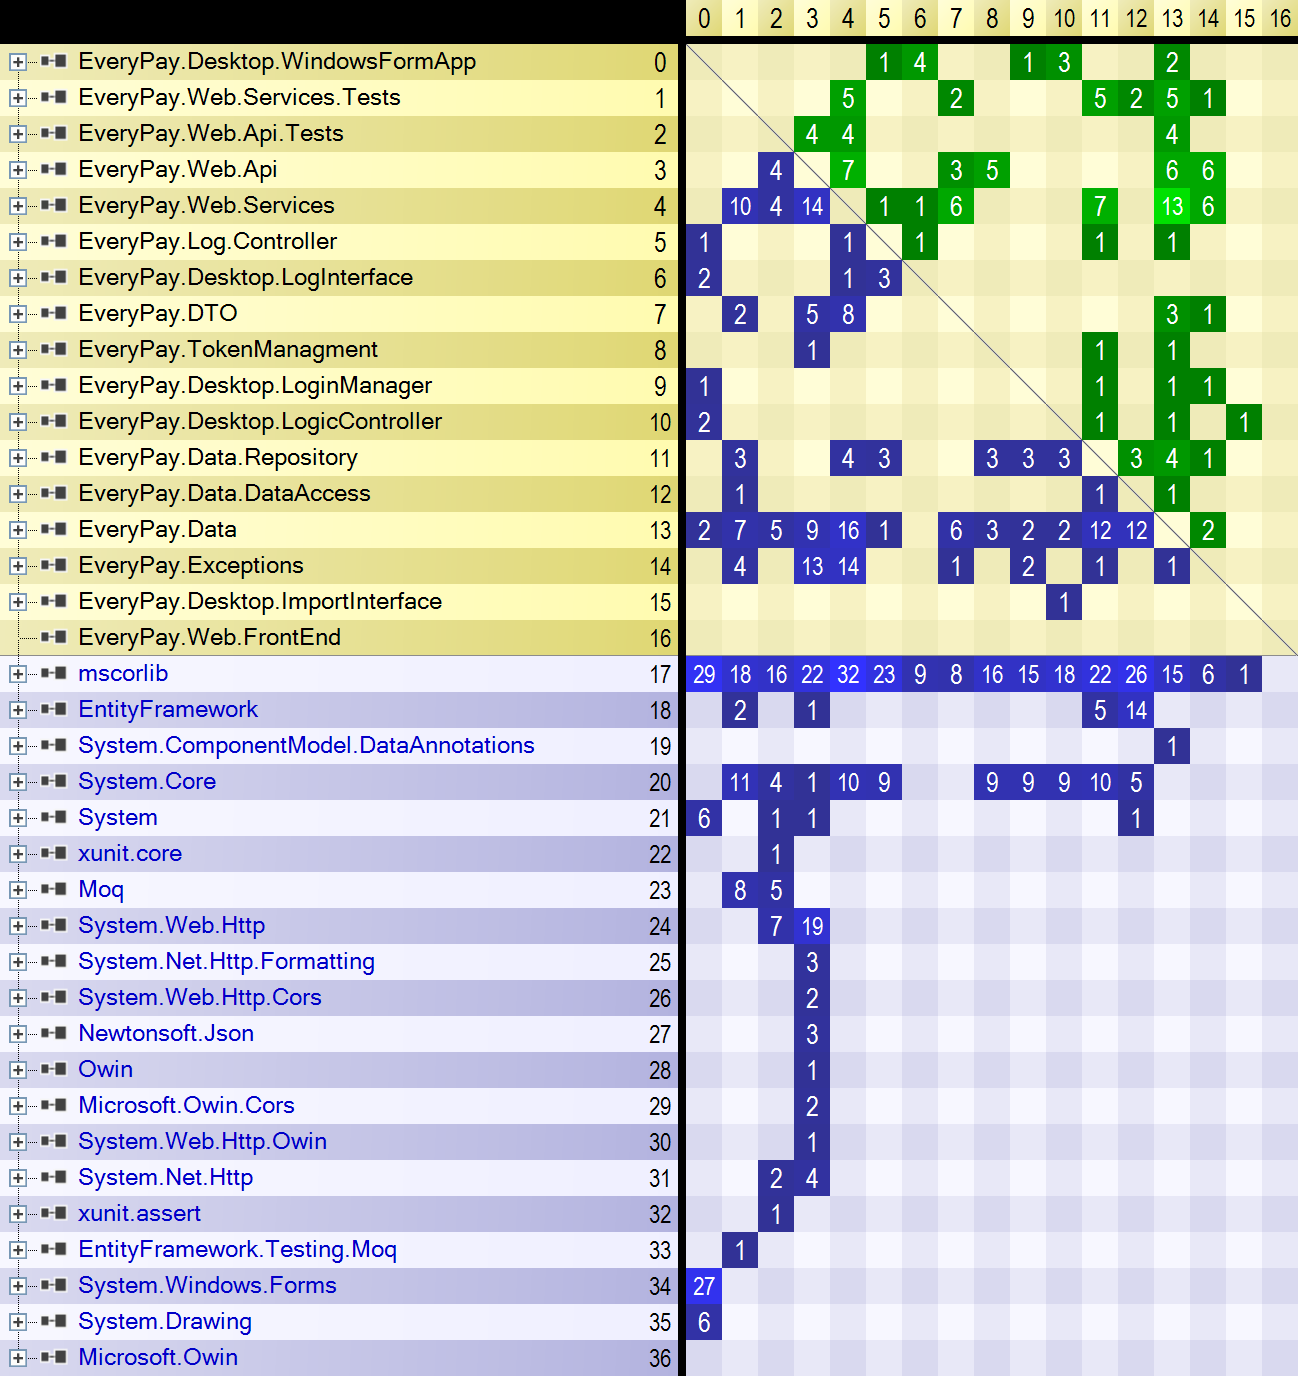 0 1 2 3 4 5 6 7 8 9 10 11 12 13 14 15 16
EveryPay.Desktop.WindowsFormApp 0 1 4 1 3 2
EveryPay.Web.Services.Tests 1 5 2 5 2 5 1
EveryPay.Web.Api.Tests 2 4 4 4
EveryPay.Web.Api 3 4 7 3 5 6 6
EveryPay.Web.Services 4 10 4 14 1 1 6 7 13 6
EveryPay.Log.Controller 5 1 1 1 1 1
EveryPay.Desktop.LogInterface 6 2 1 3
EveryPay.DTO 7 2 5 8 3 1
EveryPay.TokenManagment 8 1 1 1
EveryPay.Desktop.LoginManager 9 1 1 1 1
EveryPay.Desktop.LogicController 10 2 1 1 1
EveryPay.Data.Repository 11 3 4 3 3 3 3 3 4 1
EveryPay.Data.DataAccess 12 1 1 1
EveryPay.Data 13 2 7 5 9 16 1 6 3 2 2 12 12 2
EveryPay.Exceptions 14 4 13 14 1 2 1 1
EveryPay.Desktop.ImportInterface 15 1
EveryPay.Web.FrontEnd 16
mscorlib 17 29 18 16 22 32 23 9 8 16 15 18 22 26 15 6 1
EntityFramework 18 2 1 5 14
System.ComponentModel.DataAnnotations 19 1
System.Core 20 11 4 1 10 9 9 9 9 10 5
System 21 6 1 1 1
xunit.core 22 1
Moq 23 8 5
System.Web.Http 24 7 19
System.Net.Http.Formatting 25 3
System.Web.Http.Cors 26 2
Newtonsoft.Json 27 3
Owin 28 1
Microsoft.Owin.Cors 29 2
System.Web.Http.Owin 30 1
System.Net.Http 31 2 4
xunit.assert 32 1
EntityFramework.Testing.Moq 33 1
System.Windows.Forms 34 27
System.Drawing 35 6
Microsoft.Owin 36